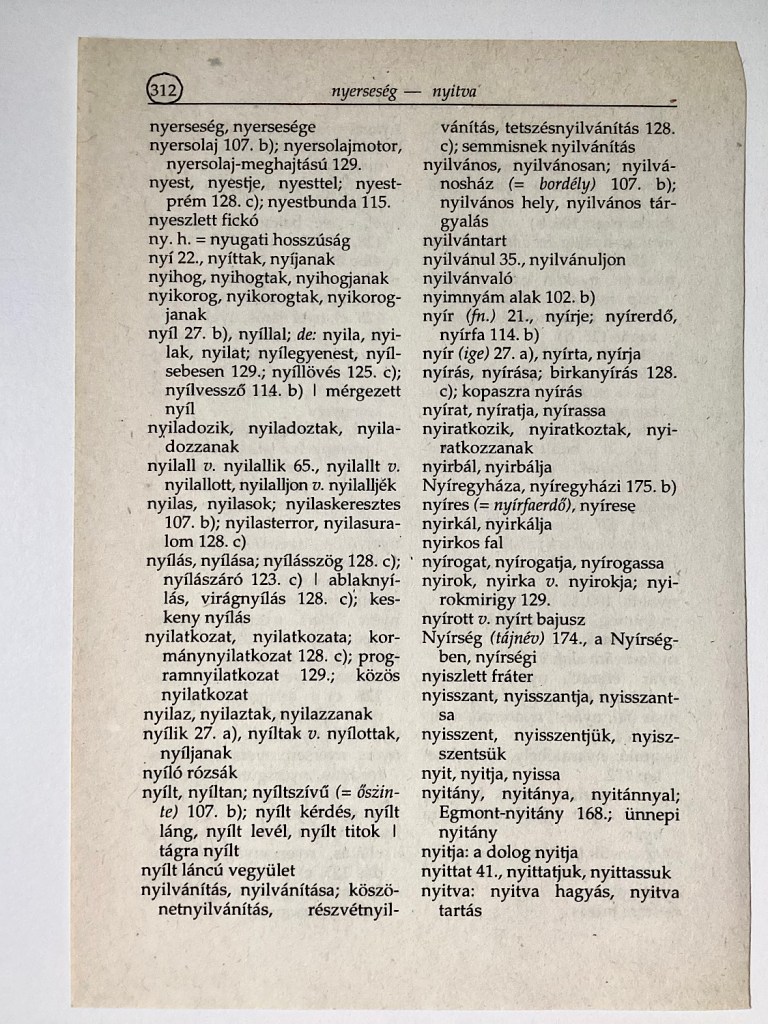 312
nyerseség — nyitva
nyerseség, nyersesége
nyersolaj 107. b); nyersolajmotor,
nyersolaj-meghajtású 129.
nyest, nyestje, nyesttel; nyest-
prém 128. c); nyestbunda 115.
nyeszlett fickó
ny. h. = nyugati hosszúság
nyí 22., nyíttak, nyíjanak
nyihog, nyihogtak, nyihogjanak
nyikorog, nyikorogtak, nyikorog-
janak
nyíl 27. b), nyíllal; de: nyila, nyi-
lak, nyilat; nyílegyenest, nyíl-
sebesen 129.; nyíllövés 125. c);
nyílvessző 114. b) | mérgezett
nyíl
nyiladozik, nyiladoztak, nyila-
dozzanak
nyilall v. nyilallik 65., nyilallt v.
nyilallott, nyilalljon v. nyilalljék
nyilas, nyilasok; nyilaskeresztes
107. b); nyilasterror, nyilasura-
lom 128. c)
nyílás, nyílása; nyílásszög 128. c);
nyílászáró 123. c) | ablaknyí-
lás, virágnyílás 128. c); kes-
keny nyílás
nyilatkozat, nyilatkozata; kor-
mánynyilatkozat 128. c); prog-
ramnyilatkozat 129.; közös
nyilatkozat
nyilaz, nyilaztak, nyilazzanak
nyílik 27. a), nyíltak v. nyílottak,
nyíljanak
nyíló rózsák
nyílt, nyíltan; nyíltszívű (= őszin-
te) 107. b); nyílt kérdés, nyílt
láng, nyílt levél, nyílt titok |
tágra nyílt
nyílt láncú vegyület
nyilvánítás, nyilvánítása; köszö-
netnyilvánítás, részvétnyil-
vánítás, tetszésnyilvánítás 128.
c); semmisnek nyilvánítás
nyilvános, nyilvánosan; nyilvá-
nosház (= bordély) 107. b);
nyilvános hely, nyilvános tár-
gyalás
nyilvántart
nyilvánul 35., nyilvánuljon
nyilvánvaló
nyimnyám alak 102. b)
nyír (fn.) 21., nyírje; nyírerdő,
nyírfa 114. b)
nyír (ige) 27. a), nyírta, nyírja
nyírás, nyírása; birkanyírás 128.
c); kopaszra nyírás
nyírat, nyíratja, nyírassa
nyiratkozik, nyiratkoztak, nyi-
ratkozzanak
nyirbál, nyirbálja
Nyíregyháza, nyíregyházi 175. b)
nyíres (= nyírfaerdő), nyírese
nyirkál, nyirkálja
nyirkos fal
nyírogat, nyírogatja, nyírogassa
nyirok, nyirka v. nyirokja; nyi-
rokmirigy 129.
nyírott v. nyírt bajusz
Nyírség (tájnév) 174., a Nyírség-
ben, nyírségi
nyiszlett fráter
nyisszant, nyisszantja, nyisszant-
sa
nyisszent, nyisszentjük, nyisz-
szentsük
nyit, nyitja, nyissa
nyitány, nyitánya, nyitánnyal;
Egmont-nyitány 168.; ünnepi
nyitány
nyitja: a dolog nyitja
nyittat 41., nyittatjuk, nyittassuk
nyitva: nyitva hagyás, nyitva
tartás